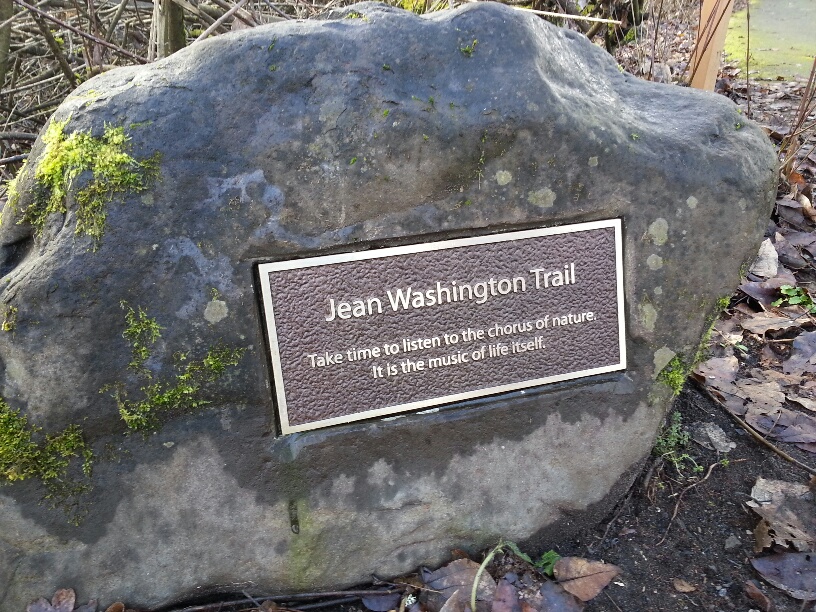 Jean Washington Trail
Take time to listen to the chorus of nature.
It is the music of life itself.